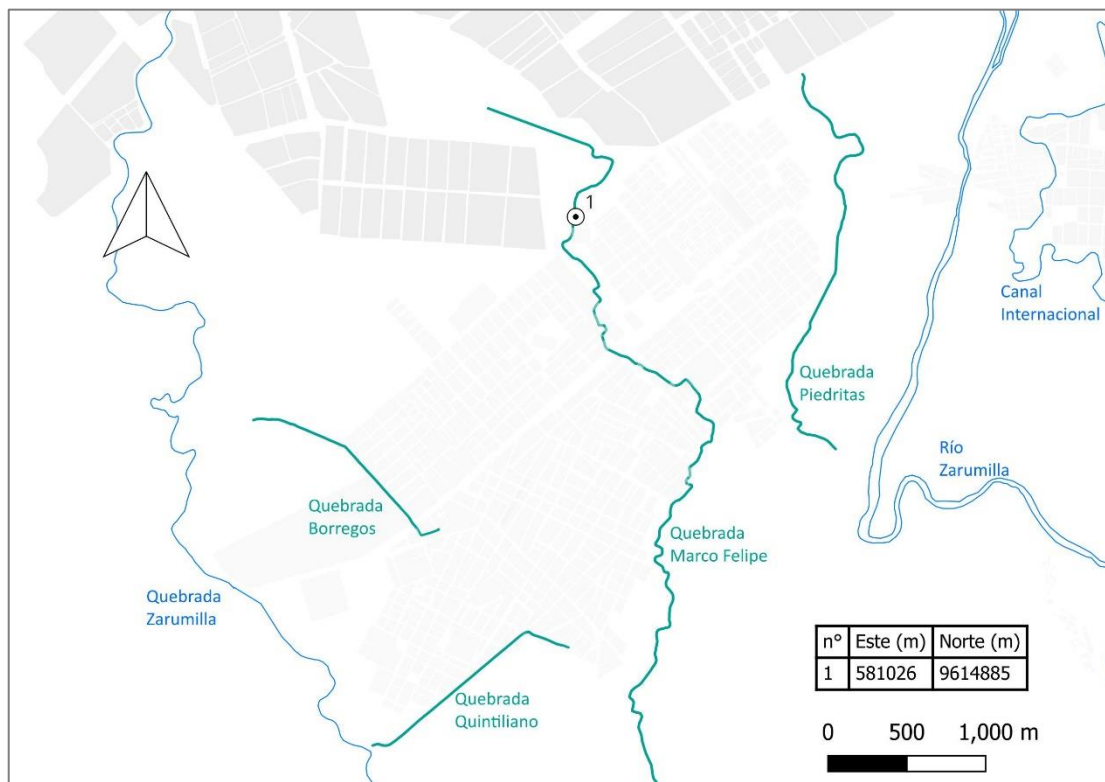 1
Canal
Internacional
Quebrada
Piedritas
Río
Zarumilla
Quebrada
Borregos
Quebrada
Marco Felipe
Quebrada
Zarumilla
Quebrada
Quintiliano
n° Este (m) Norte (m)
1 581026 9614885
0 500 1,000 m